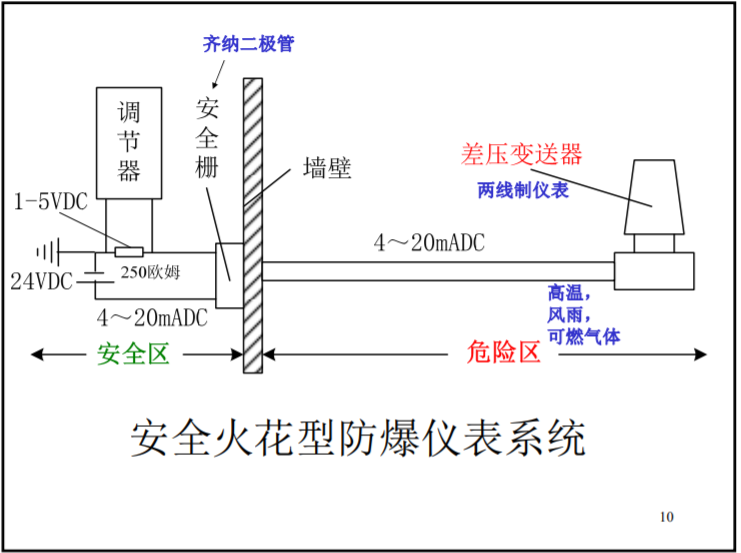 齐纳二极管
调节器
安全栅
墙壁
差压变送器
两线制仪表
1-5VDC
4～20mADC
24VDC
250欧姆
4～20mADC
高温，
风雨，
可燃气体
安全区
危险区
安全火花型防爆仪表系统
10